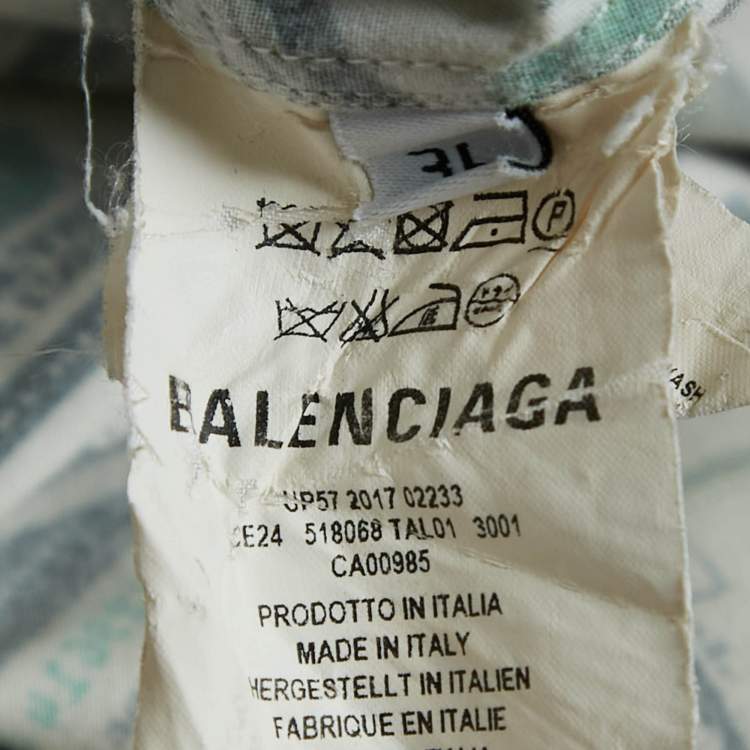 P
BALENCIAGA
UP57 2017 02233
CE24 518068 TAL01 3001
CA00985
PRODOTTO IN ITALIA
MADE IN ITALY
HERGESTELLT IN ITALIEN
FABRIQUE EN ITALIE